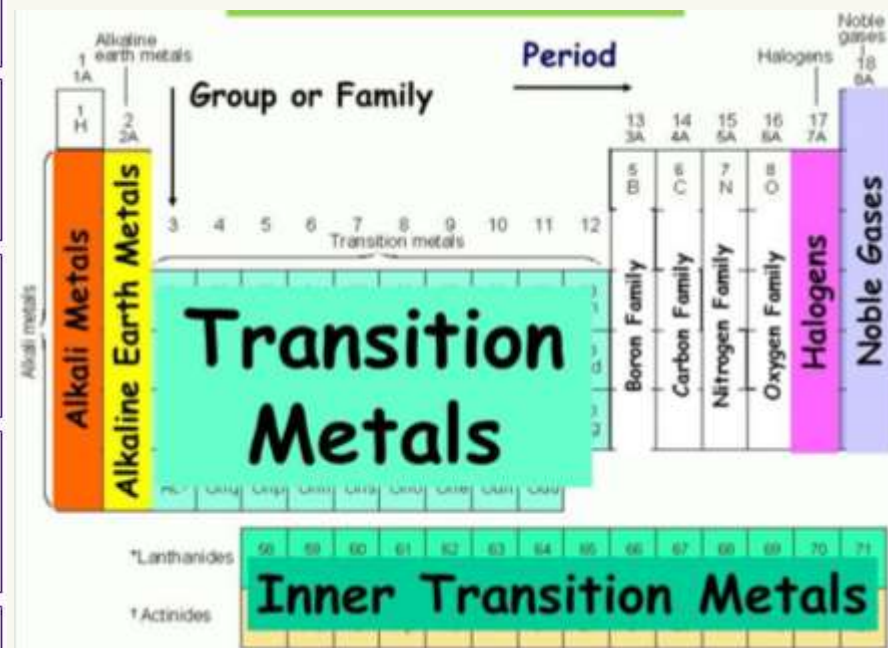 Noble
gases
18
8A
Alkaline
earth metals
1
1A
Period
Halogens
Group or Family
1
H
2
2A
13 14 15 16 17
3A 4A 5A 6A 7A
5 6 7 8
B C N O
3 4 5 6 7 8 9 10 11 12
Transition metals
Alkali metals
Alkali Metals
Alkaline Earth Metals
Transition
Metals
Boron Family
Carbon Family
Nitrogen Family
Oxygen Family
Halogens
Noble Gases
*Lanthanides
58 59 60 61 62 63 64 65 66 67 68 69 70 71
† Actinides
Inner Transition Metals